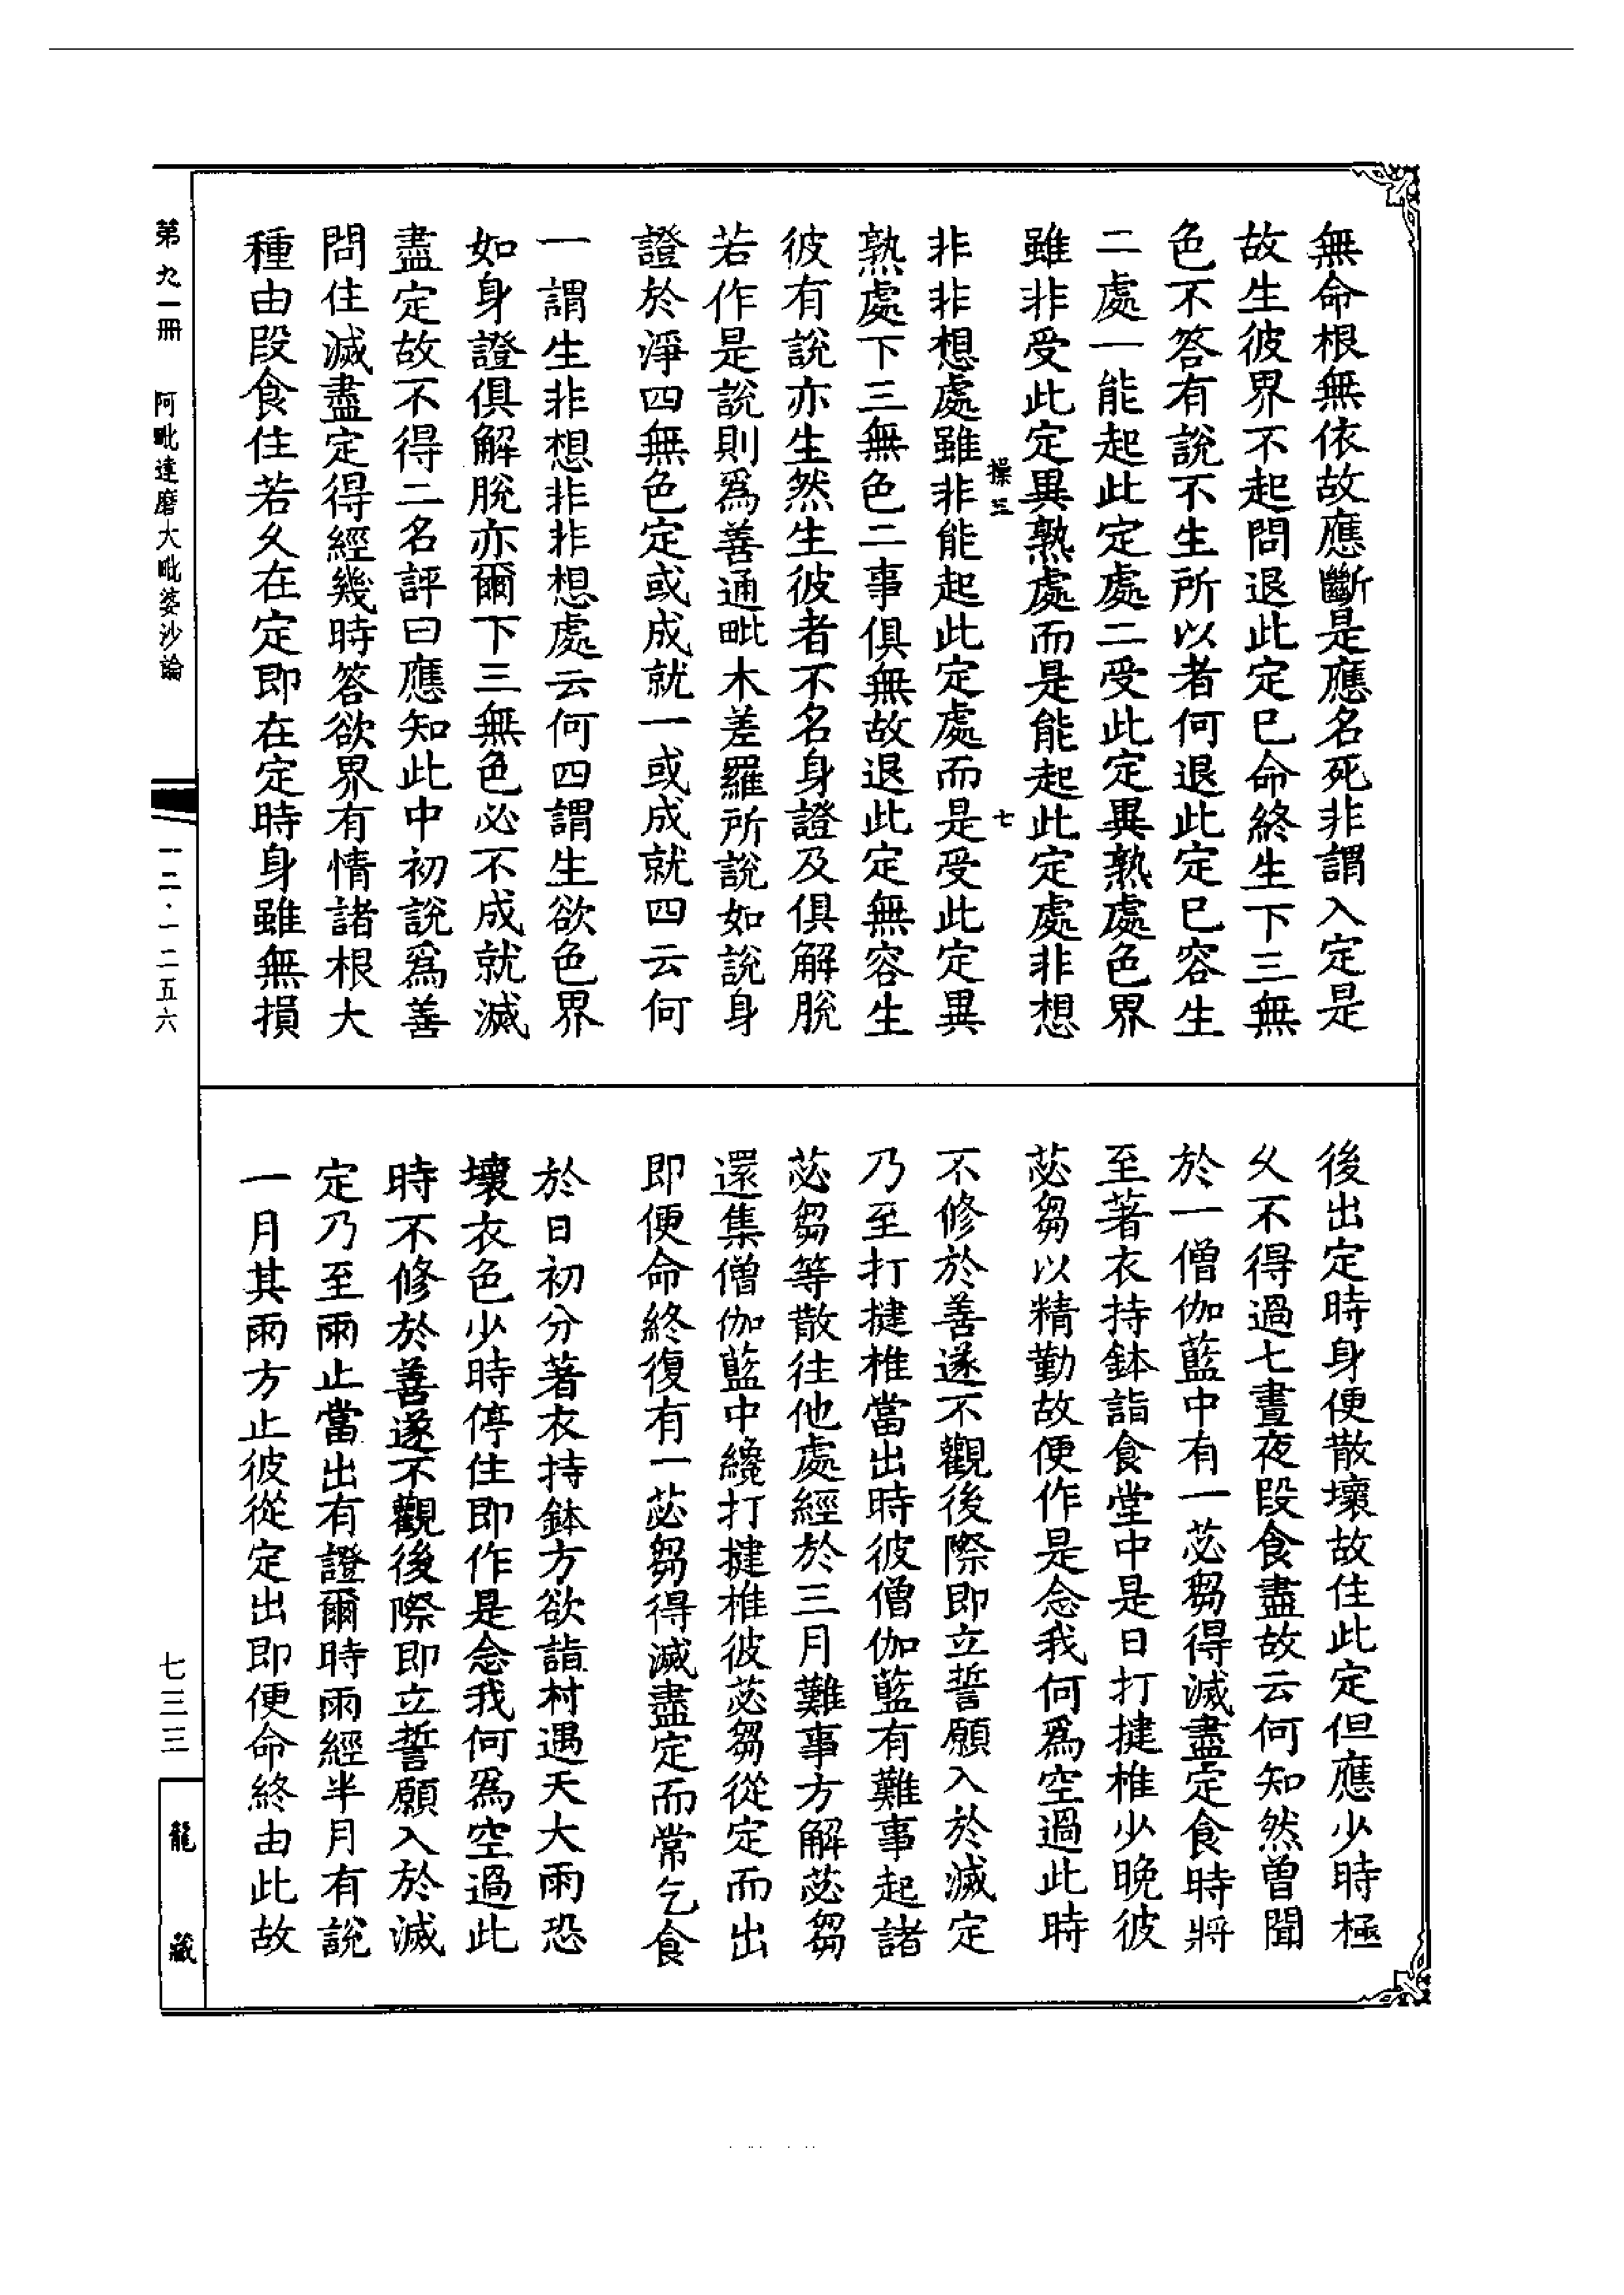 無命根無依故應斷是應名死非謂入定是
故生彼界不起問退此定已命終生下三無
色不答有說不生所以者何退此定已容生
二處一能起此定處二受此定異熟處色界
雖非受此定異熟處而是能起此定處非想
操三
七
非非想處雖非能起此定處而是受此定異
熟處下三無色二事俱無故退此定無容生
彼有說亦生然生彼者不名身證及俱解脫
若作是說則爲善通毗木差羅所說如說身
證於淨四無色定或成就一或成就四云何
一謂生非想非非想處云何四謂生欲色界
如身證俱解脫亦爾下三無色必不成就滅
盡定故不得二名評曰應知此中初說爲善
問住滅盡定得經幾時答欲界有情諸根大
種由段食住若久在定即在定時身雖無損
後出定時身便散壞故住此定但應少時極
久不得過七晝夜段食盡故云何知然曾聞
於一僧伽藍中有一苾芻得滅盡定食時將
至著衣持鉢詣食堂中是日打揵椎少晚彼
苾芻以精勤故便作是念我何爲空過此時
不修於善遂不觀後際即立誓願入於滅定
乃至打揵椎當出時彼僧伽藍有難事起諸
苾芻等散往他處經於三月難事方解苾芻
還集僧伽藍中纔打揵椎彼苾芻從定而出
即便命終復有一苾芻得滅盡定而常乞食
於日初分著衣持鉢方欲詣村遇天大雨恐
壞衣色少時停住即作是念我何爲空過此
時不修於善遂不觀後際即立誓願入於滅
定乃至雨止當出有證爾時雨經半月有說
一月其雨方止彼從定出即便命終由此故
第九一冊
阿毗達磨大毗婆沙論
一二·一二五六
七三三
龍藏